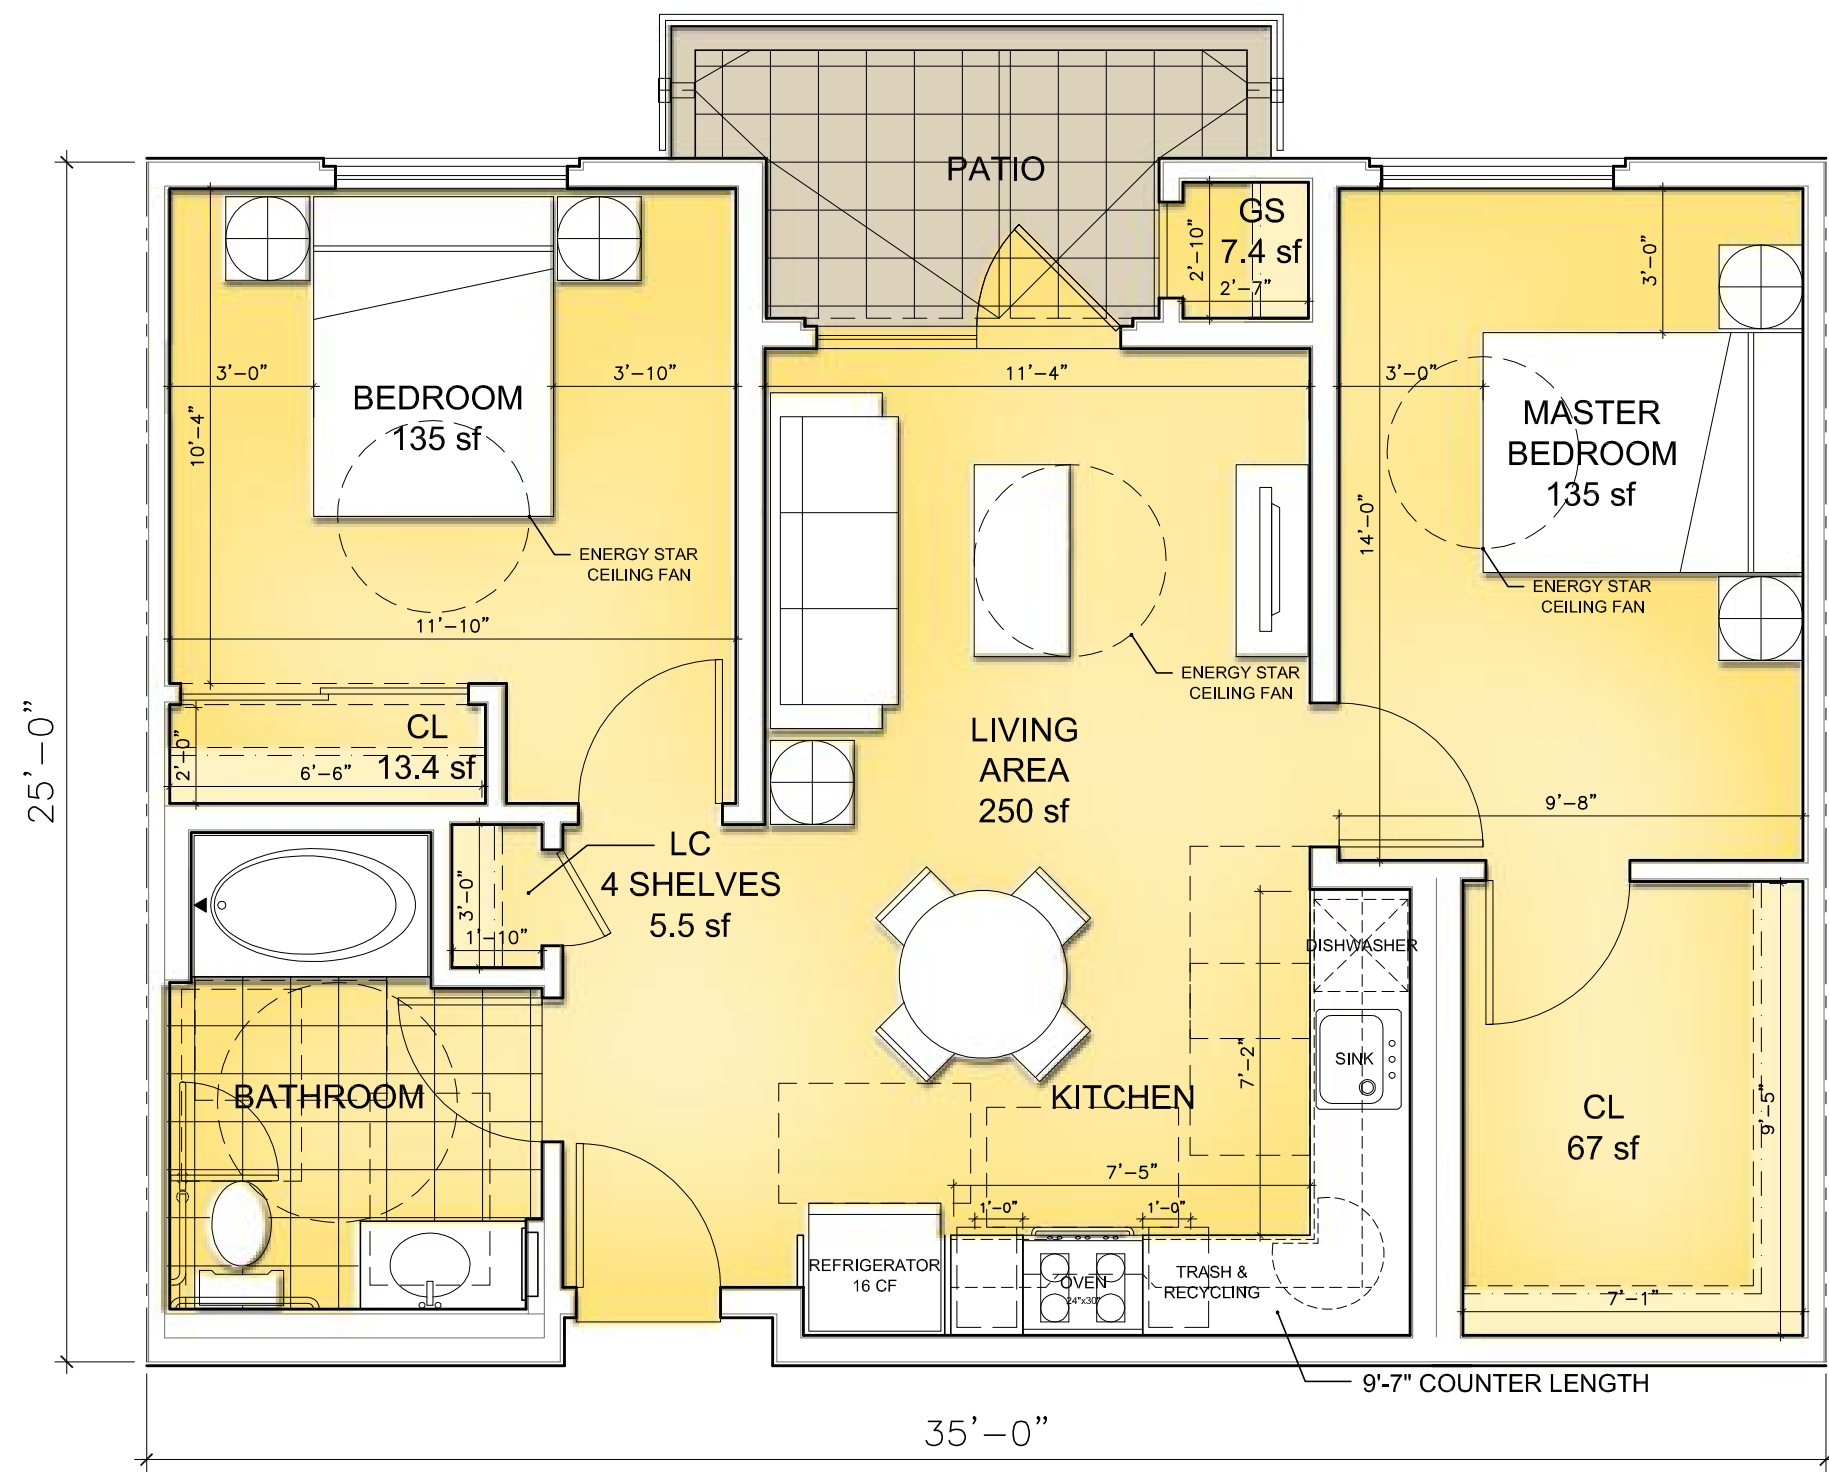 PATIO
GS
7.4 sf
2'-10"
2'-7"
3'-0"
3'-0"
3'-10"
11'-4"
3'-0"
BEDROOM
135 sf
10'-4"
MASTER
BEDROOM
135 sf
14'-0"
ENERGY STAR
CEILING FAN
ENERGY STAR
CEILING FAN
11'-10"
ENERGY STAR
CEILING FAN
CL
13.4 sf
2'-0"
6'-6"
LIVING
AREA
250 sf
25'-0"
9'-8"
LC
4 SHELVES
5.5 sf
3'-0"
1'-10"
DISHWASHER
SINK
7'-2"
BATHROOM
KITCHEN
CL
67 sf
9'-5"
7'-5"
1'-0"
1'-0"
REFRIGERATOR
16 CF
OVEN
24"x30"
TRASH &
RECYCLING
7'-1"
9'-7" COUNTER LENGTH
35'-0"